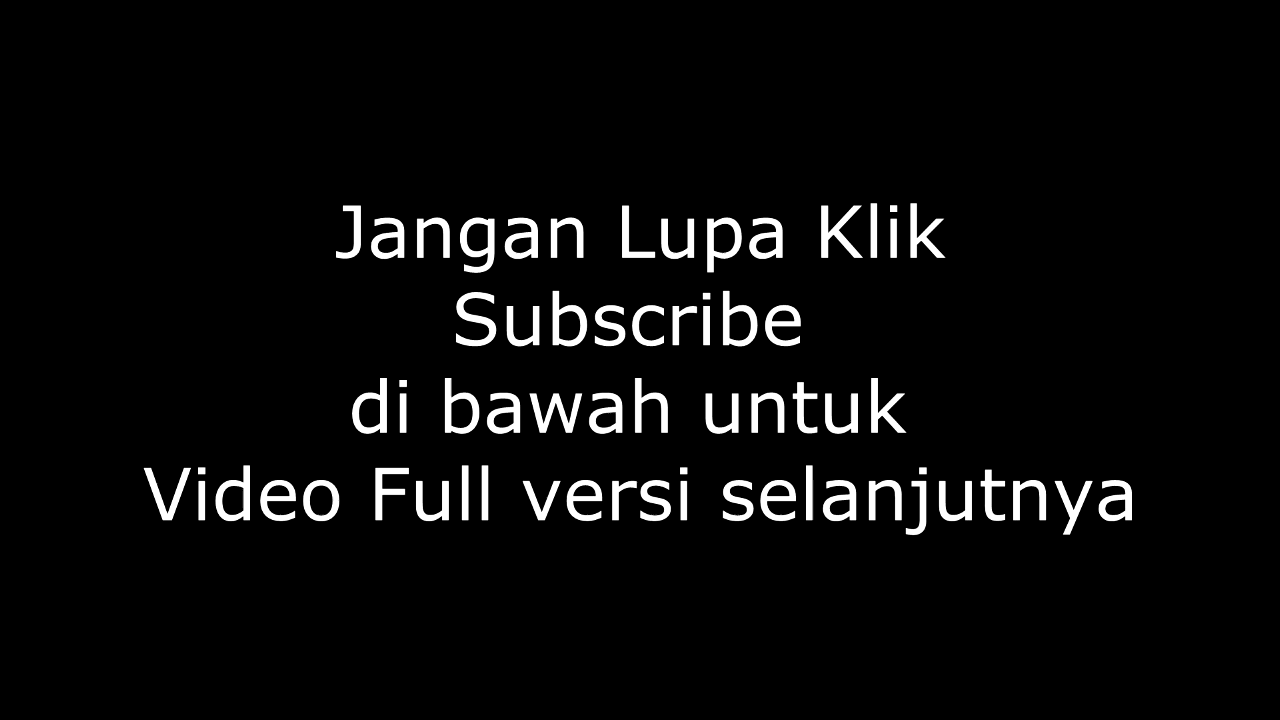 Jangan Lupa Klik
Subscribe
di bawah untuk
Video Full versi selanjutnya